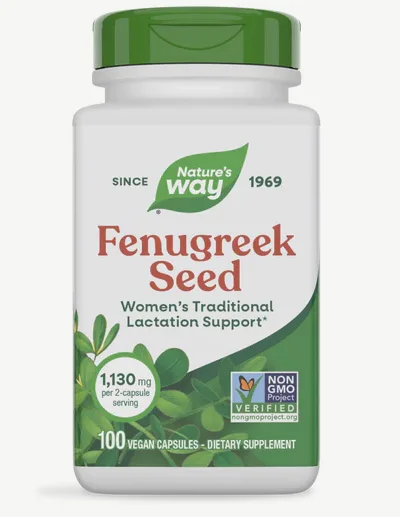 Nature's
way®
SINCE 1969
Fenugreek
Seed
Women's Traditional
Lactation Support*
1,130 mg
per 2-capsule
serving
NON
GMO
Project
VERIFIED
nongmoproject.org
100 VEGAN CAPSULES - DIETARY SUPPLEMENT